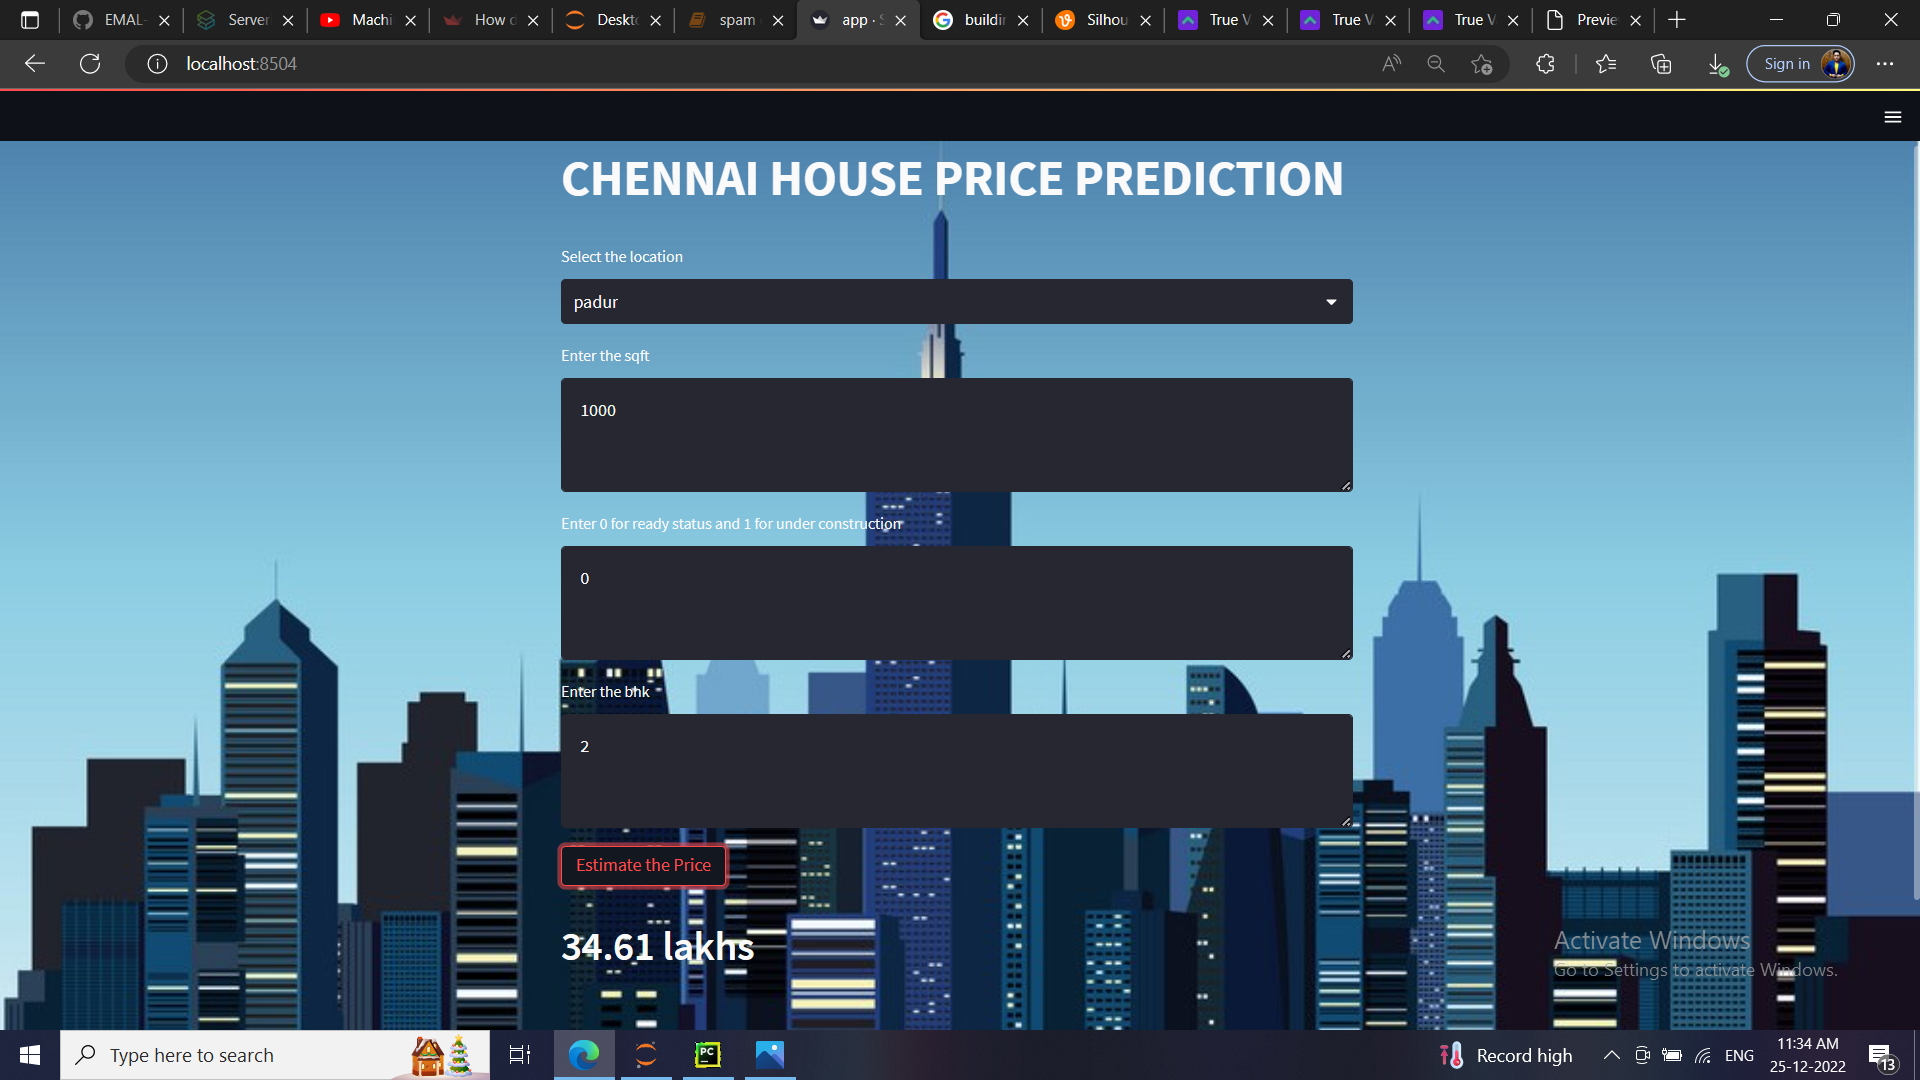 EMAL-
Server
Machi
How d
Deskt
spam
app · S
buildin
Silhou
True V
True V
True V
Previe
localhost:8504
Sign in
CHENNAI HOUSE PRICE PREDICTION
Select the location
padur
Enter the sqft
1000
Enter 0 for ready status and 1 for under construction
0
Enter the bhk
2
Estimate the Price
34.61 lakhs
Activate Windows
Go to Settings to activate Windows.
Type here to search
PC
Record high
ENG
11:34 AM
25-12-2022
13